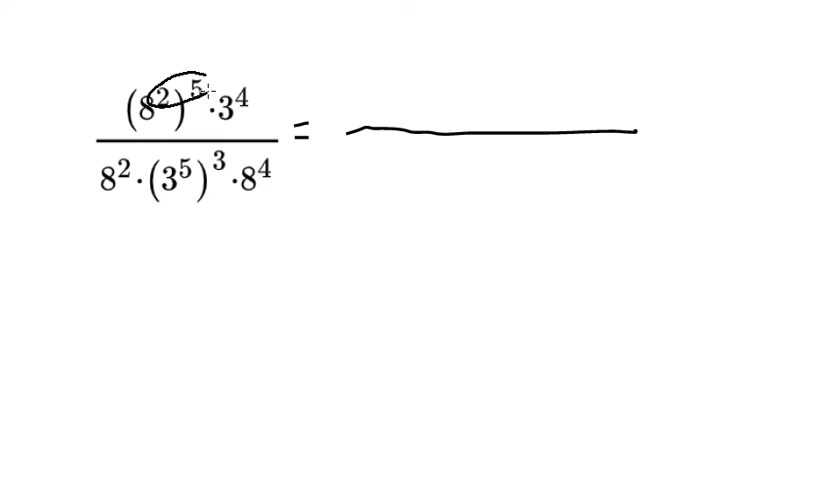 (8²)⁵ · 3⁴
8² · (3⁵)³ · 8⁴
=